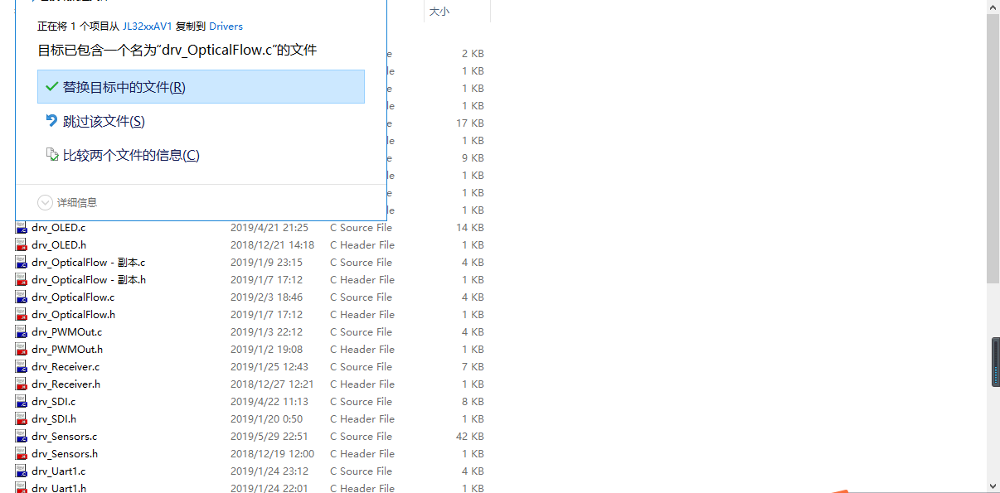 大小
正在将 1 个项目从 JL32xxAV1 复制到 Drivers
目标已包含一个名为“drv_OpticalFlow.c”的文件
替换目标中的文件(R)
跳过该文件(S)
比较两个文件的信息(C)
详细信息
e 2 KB
le 1 KB
e 1 KB
le 1 KB
e 17 KB
le 1 KB
e 9 KB
le 1 KB
e 1 KB
le 1 KB
drv_OLED.c 2019/4/21 21:25 C Source File 14 KB
drv_OLED.h 2018/12/21 14:18 C Header File 1 KB
drv_OpticalFlow - 副本.c 2019/1/9 23:15 C Source File 4 KB
drv_OpticalFlow - 副本.h 2019/1/7 17:12 C Header File 1 KB
drv_OpticalFlow.c 2019/2/3 18:46 C Source File 4 KB
drv_OpticalFlow.h 2019/1/7 17:12 C Header File 1 KB
drv_PWMOut.c 2019/1/3 22:12 C Source File 4 KB
drv_PWMOut.h 2019/1/2 19:08 C Header File 1 KB
drv_Receiver.c 2019/1/25 12:43 C Source File 7 KB
drv_Receiver.h 2018/12/27 12:21 C Header File 1 KB
drv_SDI.c 2019/4/22 11:13 C Source File 8 KB
drv_SDI.h 2019/1/20 0:50 C Header File 1 KB
drv_Sensors.c 2019/5/29 22:51 C Source File 42 KB
drv_Sensors.h 2018/12/19 12:00 C Header File 1 KB
drv_Uart1.c 2019/1/24 23:12 C Source File 4 KB
drv_Uart1.h 2019/1/24 22:01 C Header File 1 KB